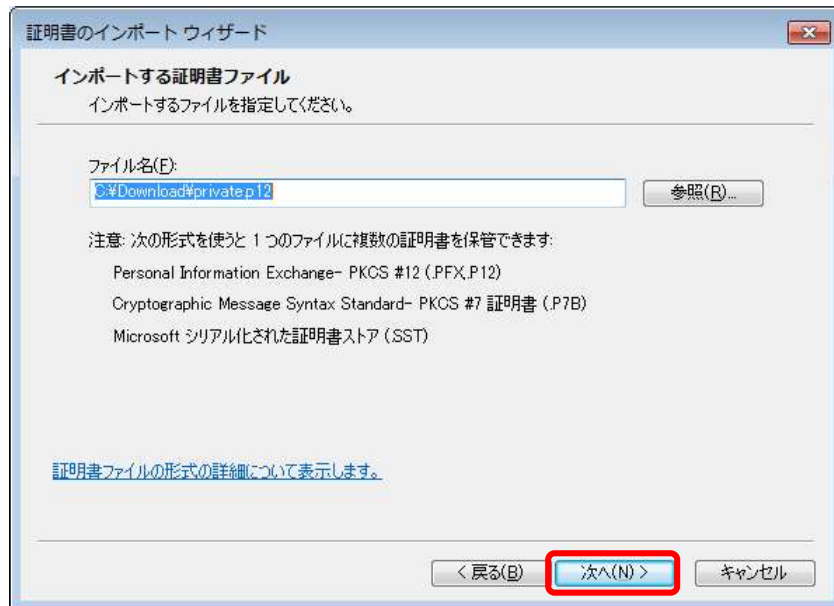 証明書のインポート ウィザード
インポートする証明書ファイル
インポートするファイルを指定してください。
ファイル名(F):
C:¥Download¥private.p12
参照(R)...
注意: 次の形式を使うと 1 つのファイルに複数の証明書を保管できます:
Personal Information Exchange- PKCS #12 (.PFX,.P12)
Cryptographic Message Syntax Standard- PKCS #7 証明書 (.P7B)
Microsoft シリアル化された証明書ストア (.SST)
証明書ファイルの形式の詳細について表示します。
< 戻る(B) 次へ(N) > キャンセル